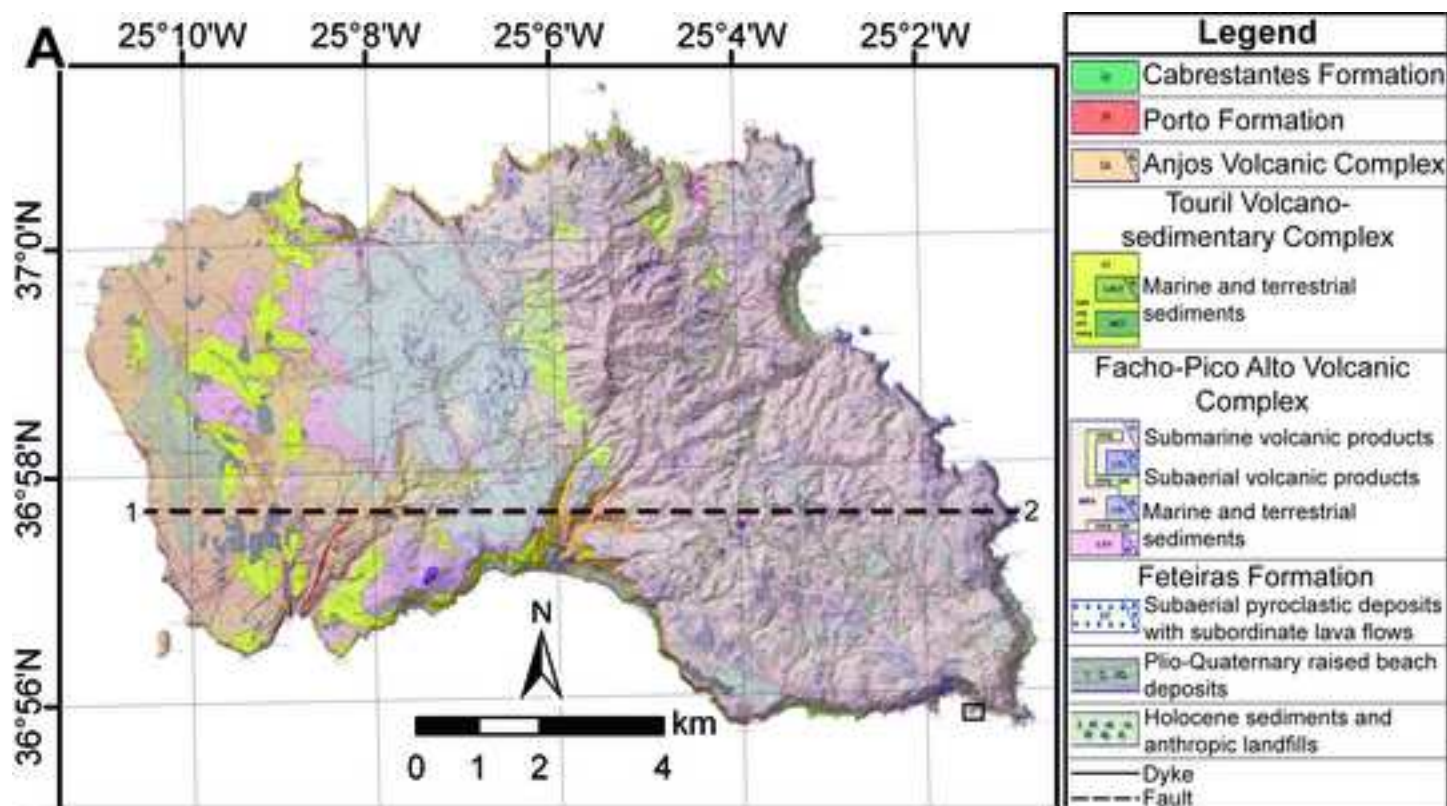 A
25°10'W 25°8'W 25°6'W 25°4'W 25°2'W
37°0'N
36°58'N
36°56'N
1
2
N
km
0 1 2 4
Legend
Cabrestantes Formation
Porto Formation
Anjos Volcanic Complex
Touril Volcano-
sedimentary Complex
Marine and terrestrial
sediments
Facho-Pico Alto Volcanic
Complex
Submarine volcanic products
Subaerial volcanic products
Marine and terrestrial
sediments
Feteiras Formation
Subaerial pyroclastic deposits
with subordinate lava flows
Plio-Quaternary raised beach
deposits
Holocene sediments and
anthropic landfills
Dyke
Fault